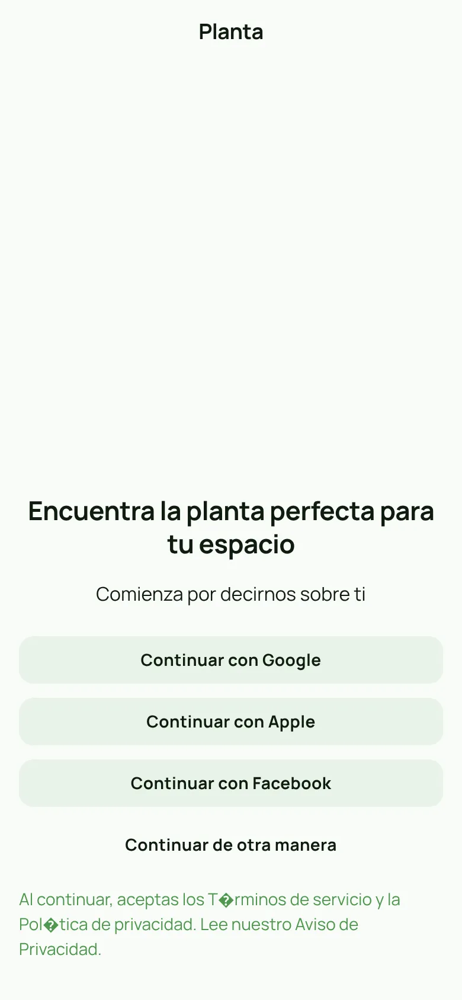 Planta
Encuentra la planta perfecta para
tu espacio
Comienza por decirnos sobre ti
Continuar con Google
Continuar con Apple
Continuar con Facebook
Continuar de otra manera
Al continuar, aceptas los T�rminos de servicio y la
Pol�tica de privacidad. Lee nuestro Aviso de
Privacidad.